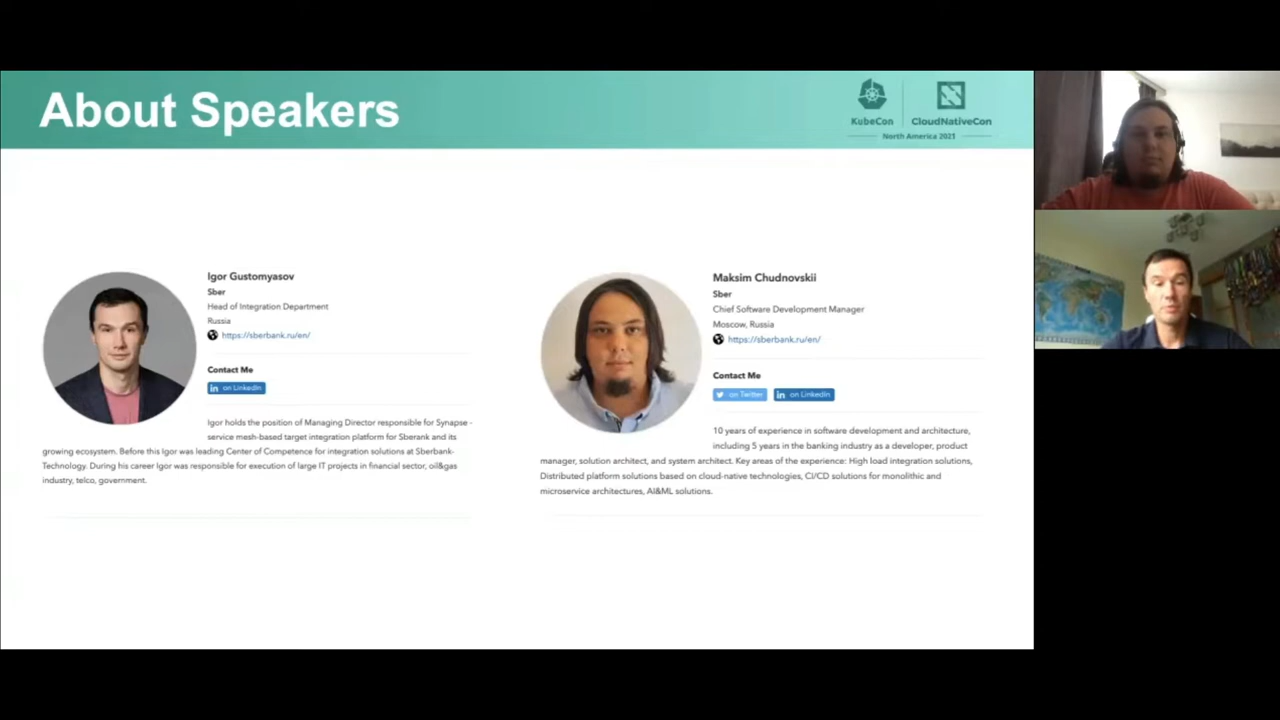 About Speakers
KubeCon
CloudNativeCon
North America 2021
Igor Gustomyasov
Sber
Head of Integration Department
Russia
https://sberbank.ru/en/
Contact Me
in on LinkedIn
Igor holds the position of Managing Director responsible for Synapse -
service mesh-based target integration platform for Sberank and its
growing ecosystem. Before this Igor was leading Center of Competence for integration solutions at Sberbank-
Technology. During his career Igor was responsible for execution of large IT projects in financial sector, oil&gas
industry, telco, government.
Maksim Chudnovskii
Sber
Chief Software Development Manager
Moscow, Russia
https://sberbank.ru/en/
Contact Me
on Twitter in on LinkedIn
10 years of experience in software development and architecture,
including 5 years in the banking industry as a developer, product
manager, solution architect, and system architect. Key areas of the experience: High load integration solutions,
Distributed platform solutions based on cloud-native technologies, CI/CD solutions for monolithic and
microservice architectures, AI&ML solutions.